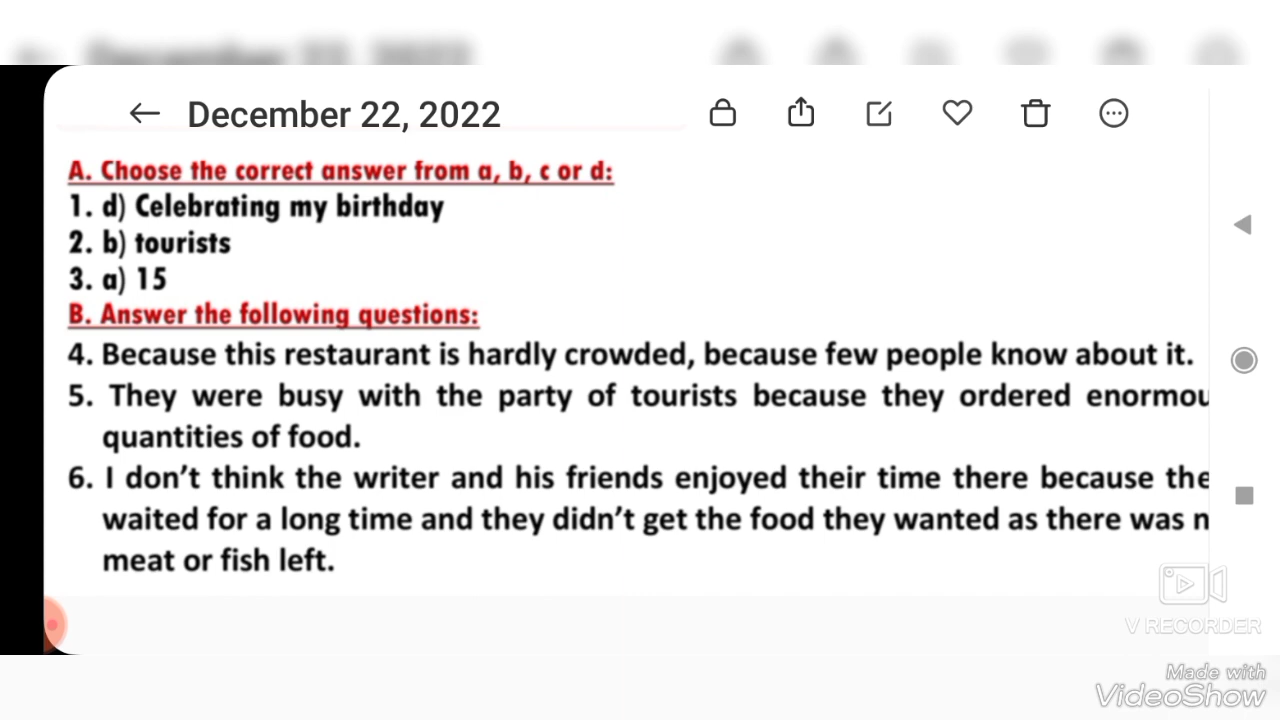 December 22, 2022
A. Choose the correct answer from a, b, c or d:
1. d) Celebrating my birthday
2. b) tourists
3. a) 15
B. Answer the following questions:
4. Because this restaurant is hardly crowded, because few people know about it.
5. They were busy with the party of tourists because they ordered enormou
quantities of food.
6. I don't think the writer and his friends enjoyed their time there because the
waited for a long time and they didn't get the food they wanted as there was n
meat or fish left.
V RECORDER
Made with
VideoShow